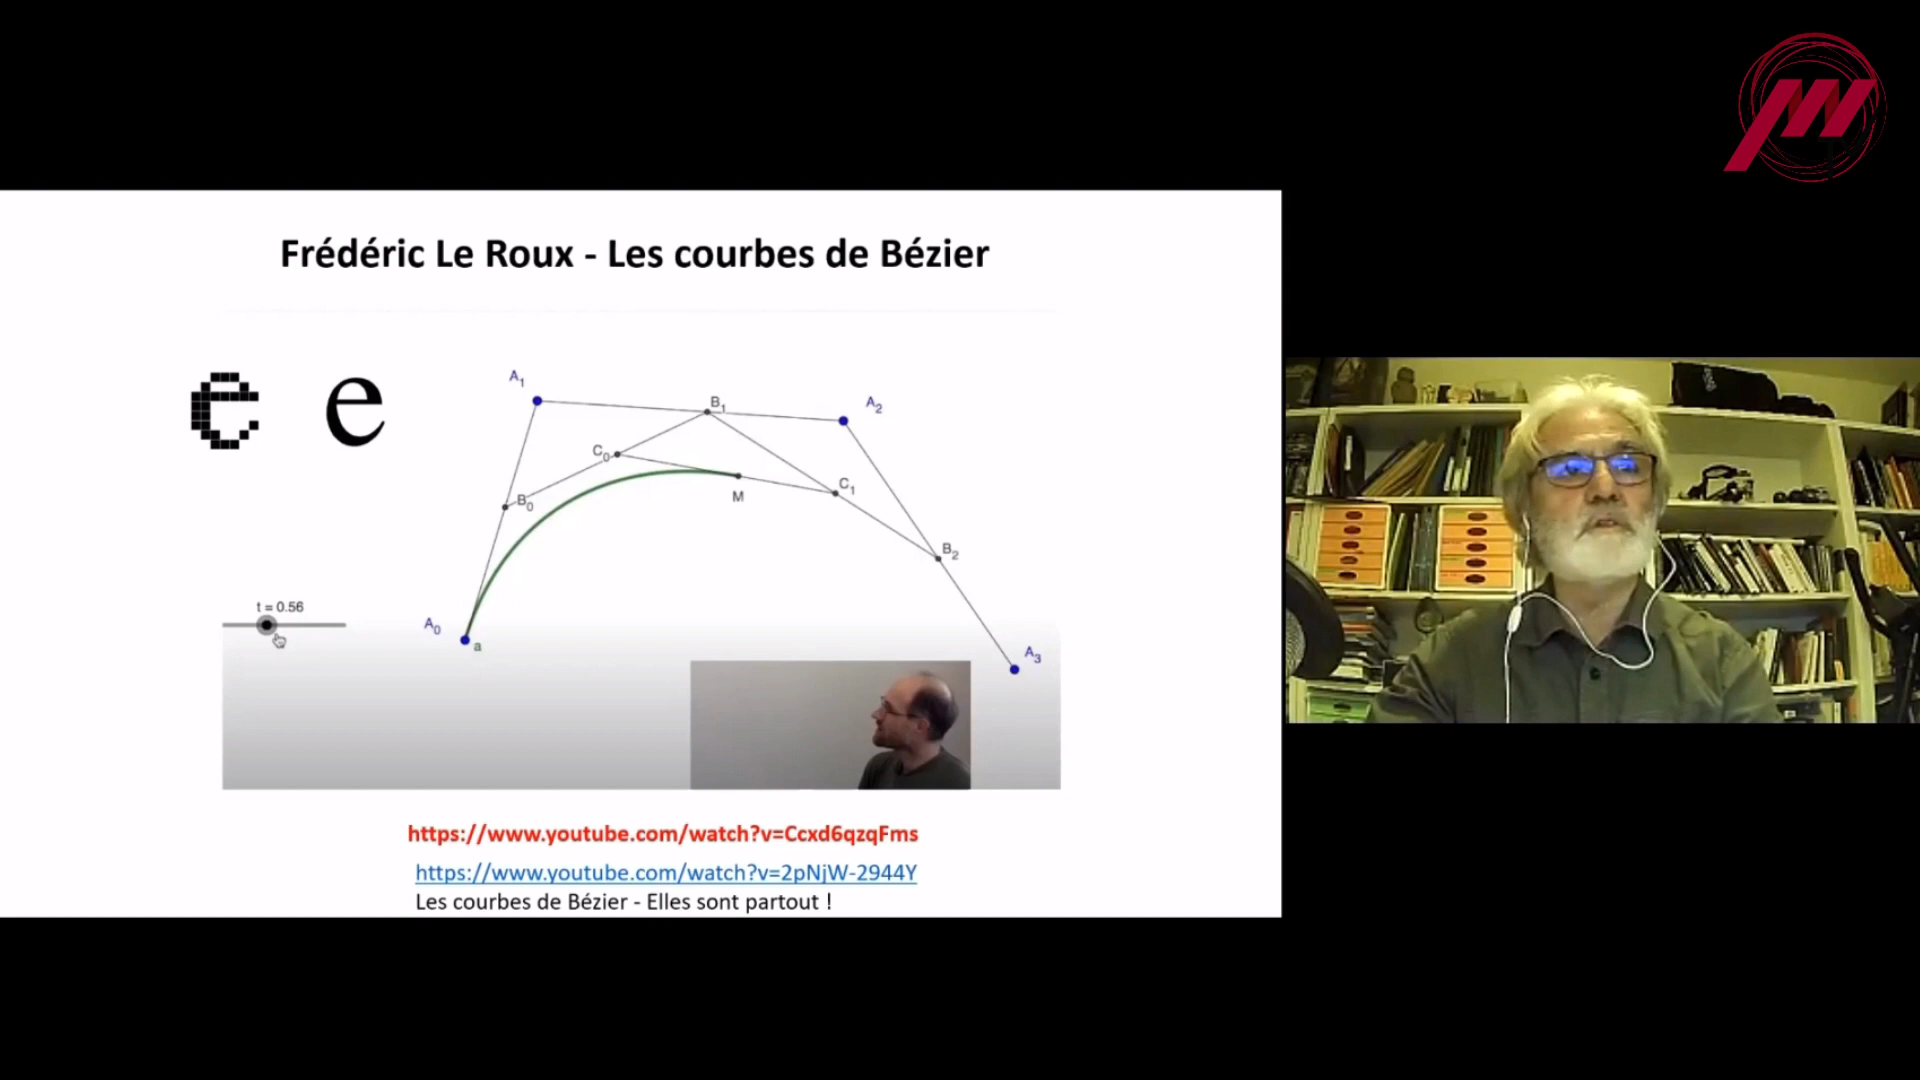 Frédéric Le Roux - Les courbes de Bézier
e e
A1
B1
A2
C0
C1
M
B0
B2
t = 0.56
A0
a
A3
https://www.youtube.com/watch?v=Ccxd6qzqFms
https://www.youtube.com/watch?v=2pNjW-2944Y
Les courbes de Bézier - Elles sont partout !